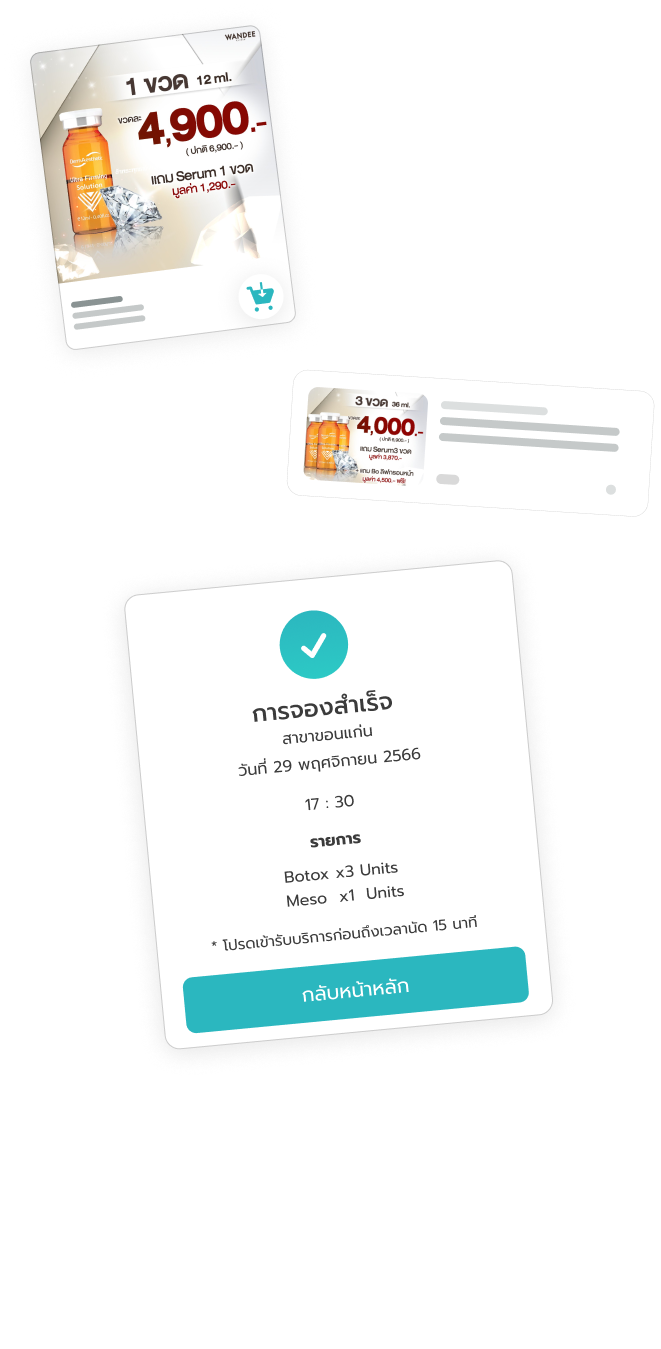 WANDEE
1 ขวด 12 ml.
ขวดละ 4,900.-
( ปกติ 6,900.- )
แถม Serum 1 ขวด
มูลค่า 1,290.-
Solution
3 ขวด 36 ml.
4,000.-
( ปกติ 6,900.- )
แถม Serum3 ขวด
มูลค่า 3,870.-
แถม Bo ลิฟกรอบหน้า
มูลค่า 4,500.- ฟรี!
การจองสำเร็จ
สาขาขอนแก่น
วันที่ 29 พฤศจิกายน 2566
17 : 30
รายการ
Botox x3 Units
Meso x1 Units
* โปรดเข้ารับบริการก่อนถึงเวลานัด 15 นาที
กลับหน้าหลัก